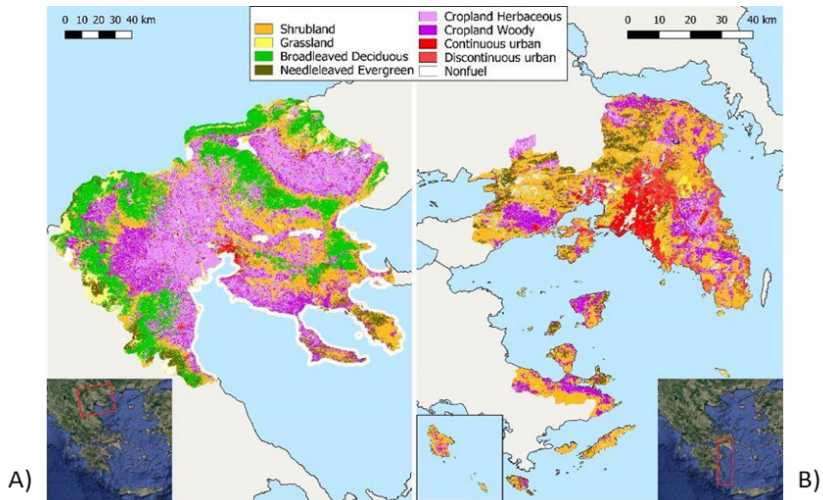 0 10 20 30 40 km
Shrubland
Grassland
Broadleaved Deciduous
Needleleaved Evergreen
Cropland Herbaceous
Cropland Woody
Continuous urban
Discontinuous urban
Nonfuel
0 10 20 30 40 km
A)
B)